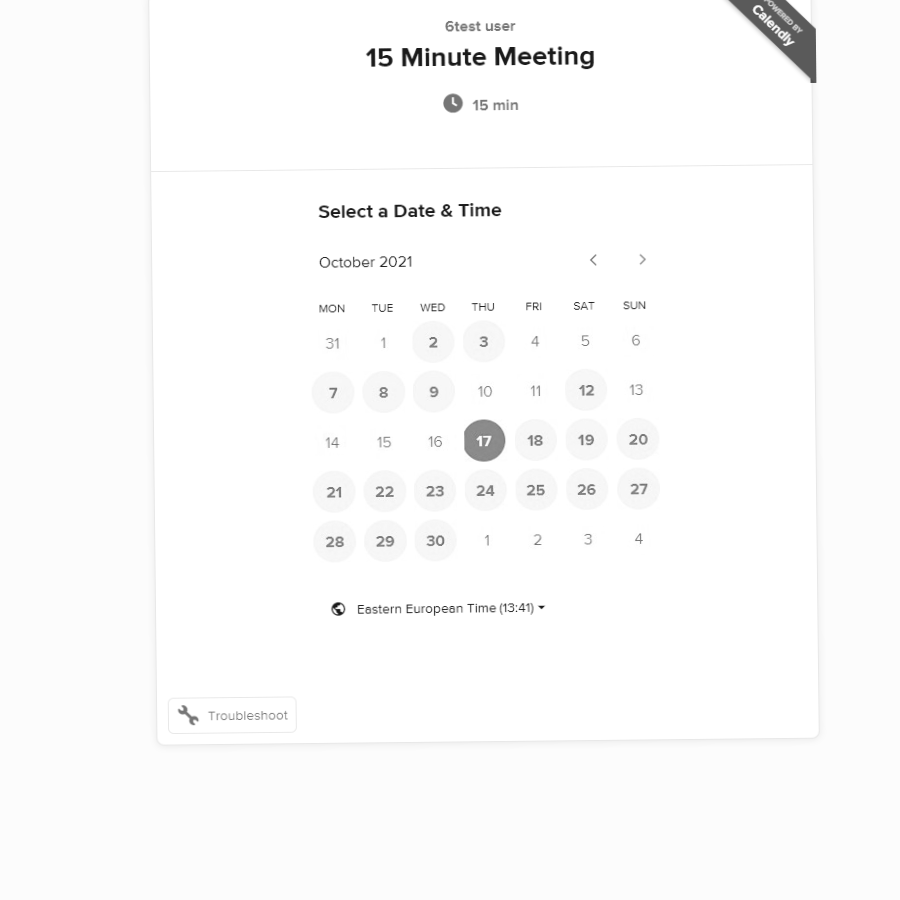 6test user
15 Minute Meeting
15 min
POWERED BY
Calendly
Select a Date & Time
October 2021
MON TUE WED THU FRI SAT SUN
31 1 2 3 4 5 6
7 8 9 10 11 12 13
14 15 16 17 18 19 20
21 22 23 24 25 26 27
28 29 30 1 2 3 4
Eastern European Time (13:41)
Troubleshoot